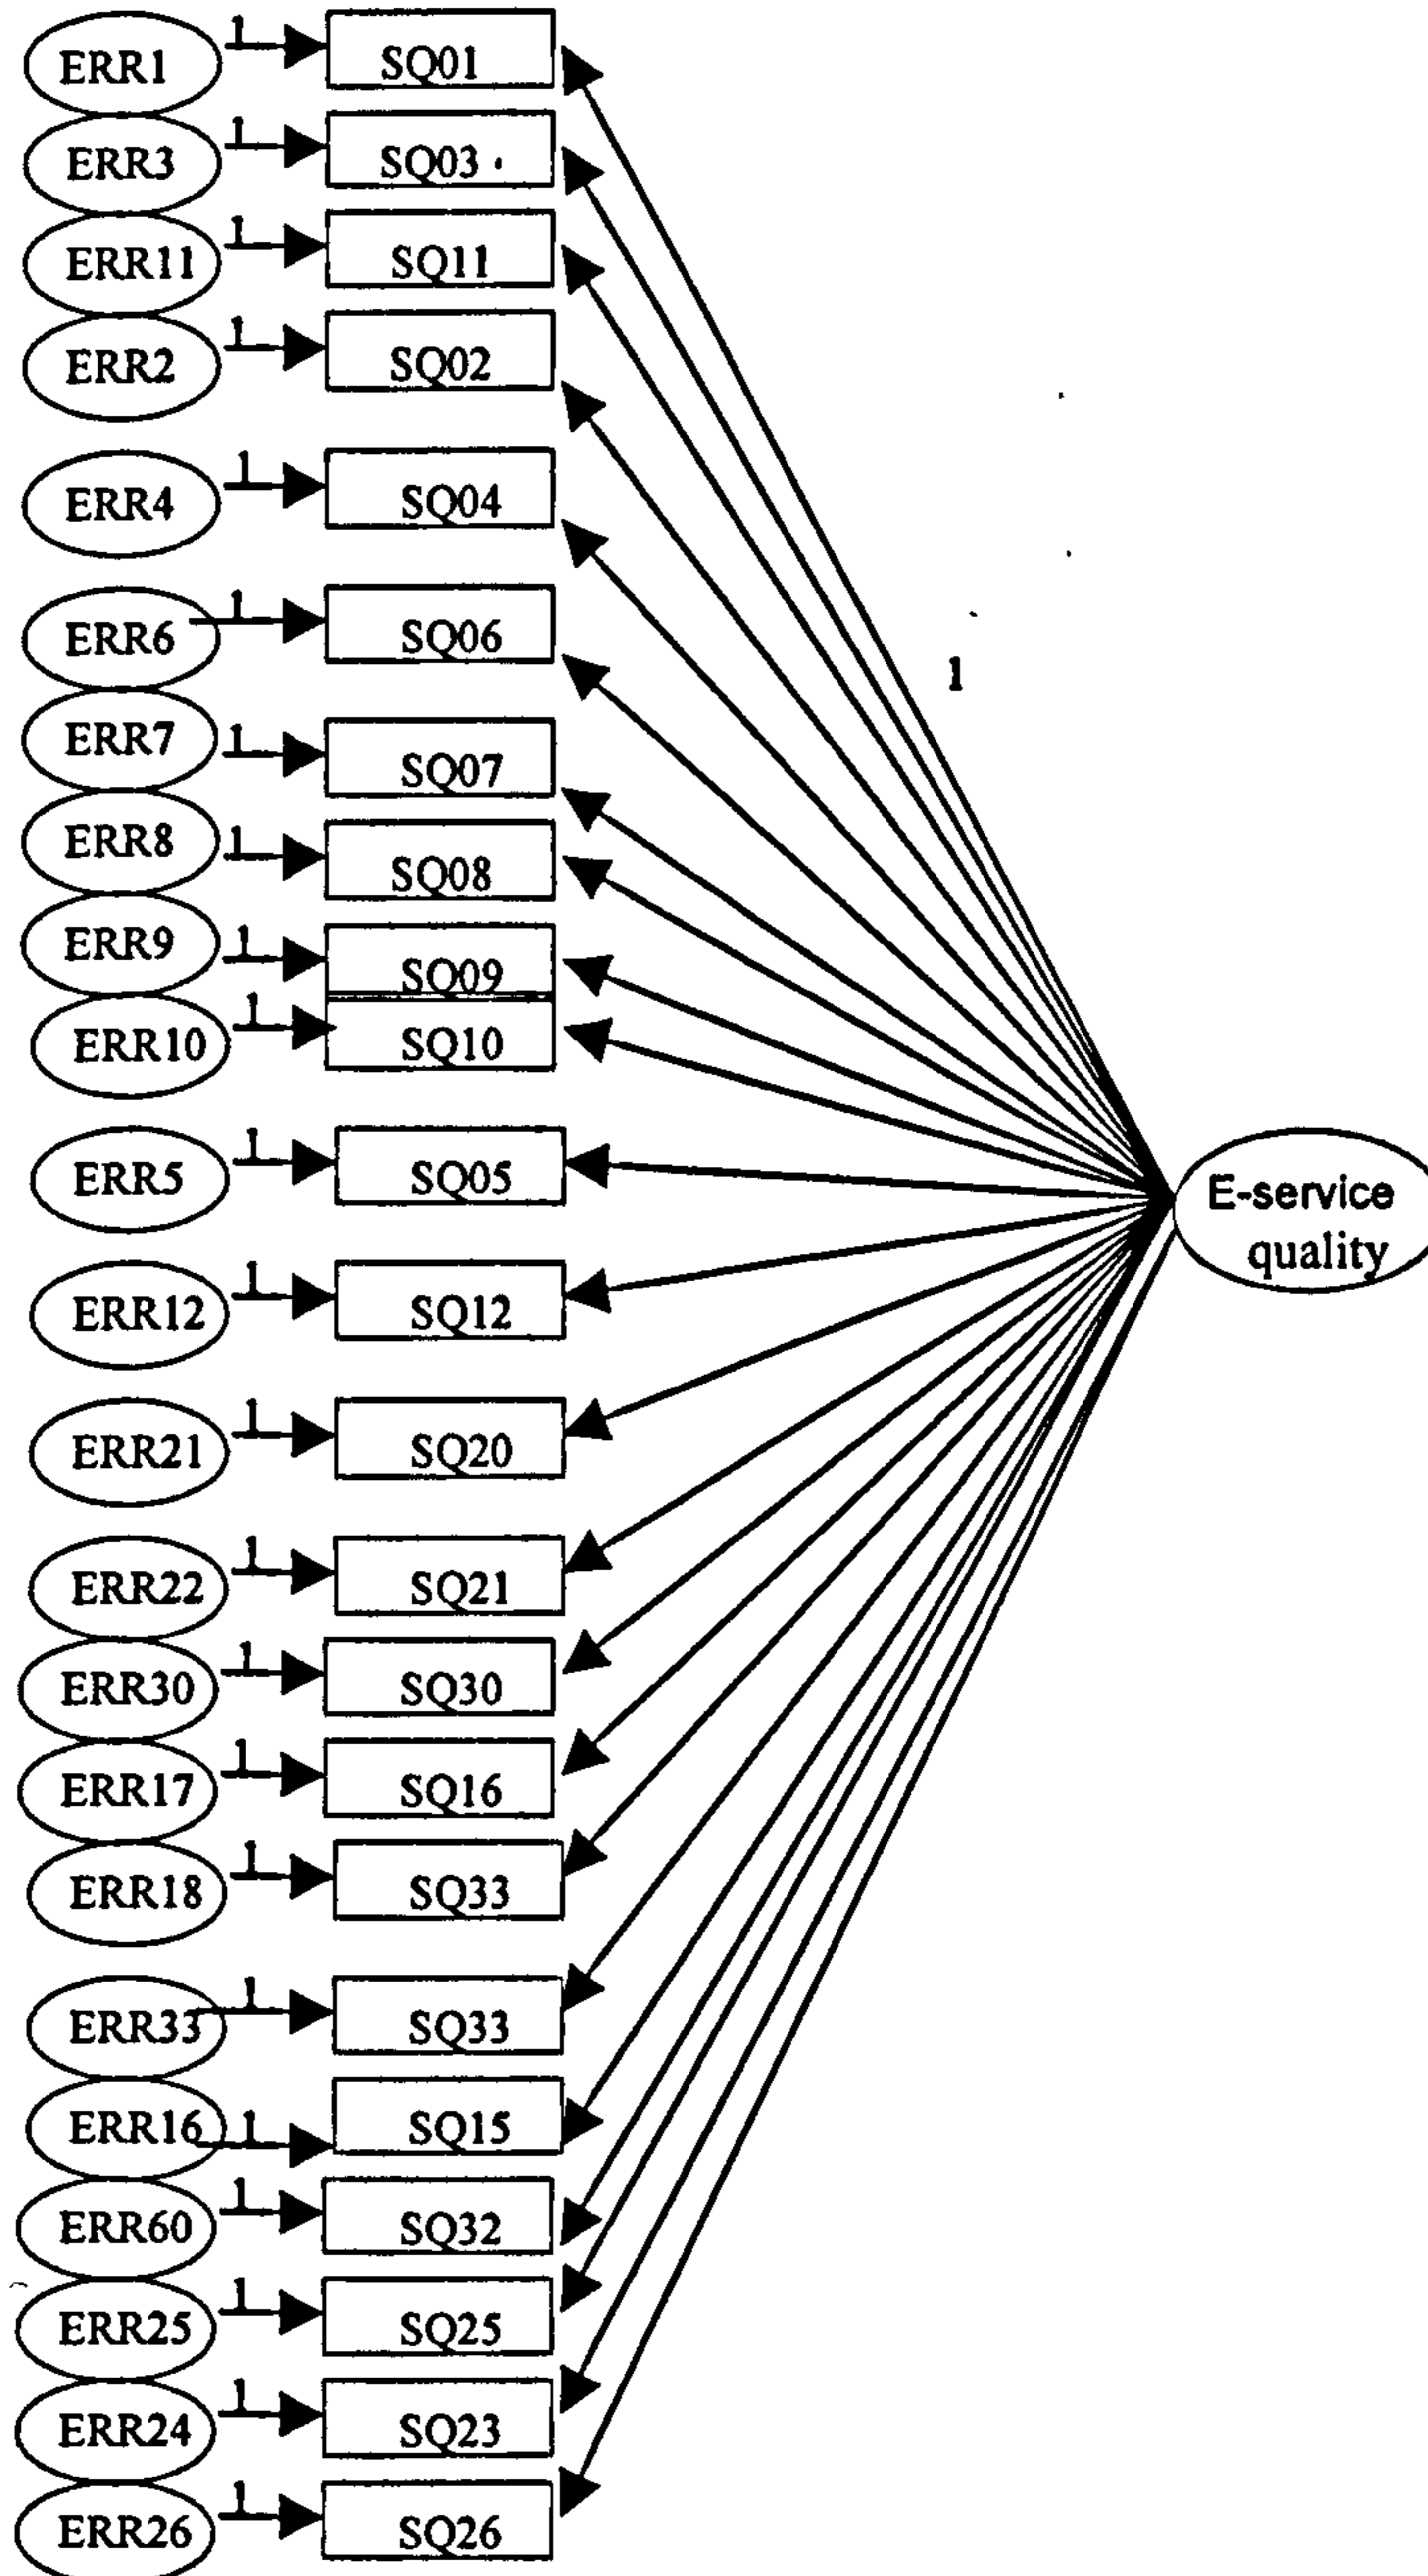 ERR1 1 SQ01
ERR3 1 SQ03
ERR11 1 SQ11
ERR2 1 SQ02
ERR4 1 SQ04
ERR6 1 SQ06
1
ERR7 1 SQ07
ERR8 1 SQ08
ERR9 1 SQ09
ERR10 1 SQ10
ERR5 1 SQ05
E-service
quality
ERR12 1 SQ12
ERR21 1 SQ20
ERR22 1 SQ21
ERR30 1 SQ30
ERR17 1 SQ16
ERR18 1 SQ33
ERR33 1 SQ33
ERR16 1 SQ15
ERR60 1 SQ32
ERR25 1 SQ25
ERR24 1 SQ23
ERR26 1 SQ26